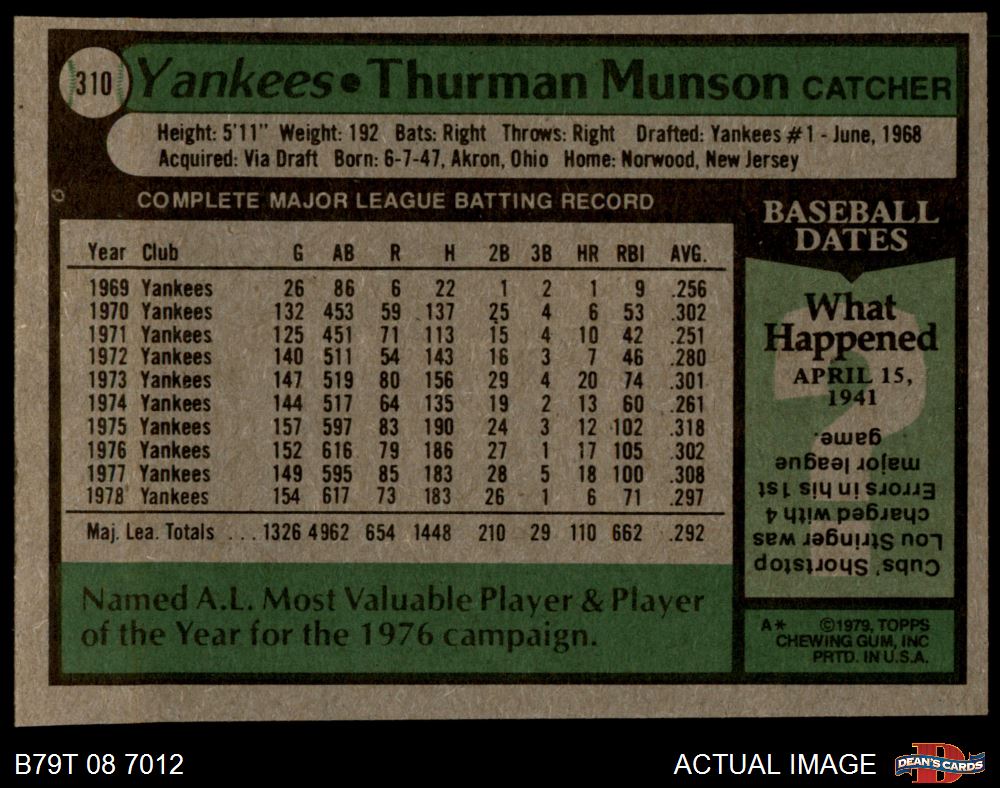 310 Yankees • Thurman Munson CATCHER
Height: 5'11" Weight: 192 Bats: Right Throws: Right Drafted: Yankees #1 - June, 1968
Acquired: Via Draft Born: 6-7-47, Akron, Ohio Home: Norwood, New Jersey
COMPLETE MAJOR LEAGUE BATTING RECORD
Year Club G AB R H 2B 3B HR RBI AVG.
1969 Yankees 26 86 6 22 1 2 1 9 .256
1970 Yankees 132 453 59 137 25 4 6 53 .302
1971 Yankees 125 451 71 113 15 4 10 42 .251
1972 Yankees 140 511 54 143 16 3 7 46 .280
1973 Yankees 147 519 80 156 29 4 20 74 .301
1974 Yankees 144 517 64 135 19 2 13 60 .261
1975 Yankees 157 597 83 190 24 3 12 102 .318
1976 Yankees 152 616 79 186 27 1 17 105 .302
1977 Yankees 149 595 85 183 28 5 18 100 .308
1978 Yankees 154 617 73 183 26 1 6 71 .297
Maj. Lea. Totals ... 1326 4962 654 1448 210 29 110 662 .292
Named A.L. Most Valuable Player & Player
of the Year for the 1976 campaign.
BASEBALL
DATES
What
Happened
APRIL 15,
1941
Cubs' Shortstop
Lou Stringer was
charged with 4
Errors in his 1st
major league
game.
A* ©1979, TOPPS
CHEWING GUM, INC
PRTD. IN U.S.A.
B79T 08 7012
ACTUAL IMAGE
D
DEAN'S CARDS